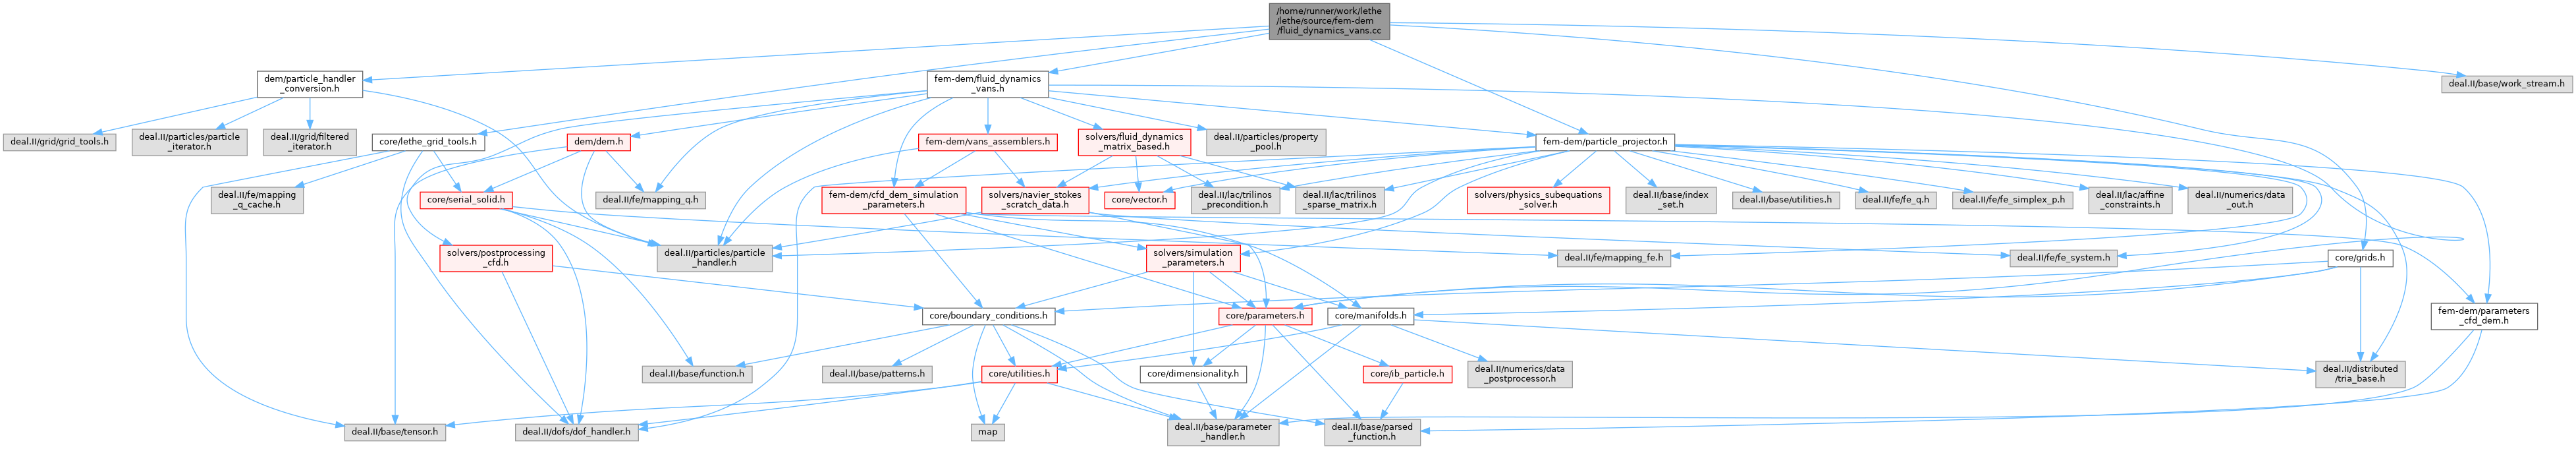 /home/runner/work/lethe
/lethe/source/fem-dem
/fluid_dynamics_vans.cc
dem/particle_handler
_conversion.h
fem-dem/fluid_dynamics
_vans.h
deal.II/base/work_stream.h
deal.II/grid/grid_tools.h
deal.II/particles/particle
_iterator.h
deal.II/grid/filtered
_iterator.h
core/lethe_grid_tools.h
dem/dem.h
fem-dem/vans_assemblers.h
solvers/fluid_dynamics
_matrix_based.h
deal.II/particles/property
_pool.h
fem-dem/particle_projector.h
deal.II/fe/mapping
_q_cache.h
core/serial_solid.h
deal.II/fe/mapping_q.h
fem-dem/cfd_dem_simulation
_parameters.h
solvers/navier_stokes
_scratch_data.h
core/vector.h
deal.II/lac/trilinos
_precondition.h
deal.II/lac/trilinos
_sparse_matrix.h
solvers/physics_subequations
_solver.h
deal.II/base/index
_set.h
deal.II/base/utilities.h
deal.II/fe/fe_q.h
deal.II/fe/fe_simplex_p.h
deal.II/lac/affine
_constraints.h
deal.II/numerics/data
_out.h
solvers/postprocessing
_cfd.h
deal.II/particles/particle
_handler.h
deal.II/fe/mapping_fe.h
solvers/simulation
_parameters.h
deal.II/fe/fe_system.h
core/grids.h
core/boundary_conditions.h
core/parameters.h
core/manifolds.h
fem-dem/parameters
_cfd_dem.h
deal.II/base/function.h
deal.II/base/patterns.h
core/utilities.h
core/dimensionality.h
core/ib_particle.h
deal.II/numerics/data
_postprocessor.h
deal.II/distributed
/tria_base.h
deal.II/base/tensor.h
deal.II/dofs/dof_handler.h
map
deal.II/base/parameter
_handler.h
deal.II/base/parsed
_function.h